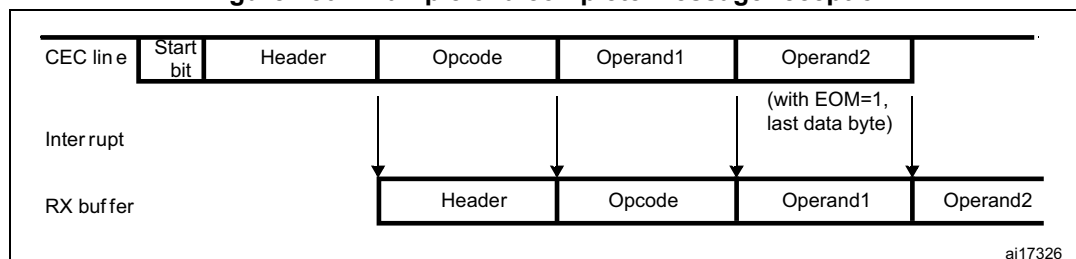 CEC line
Start
bit
Header
Opcode
Operand1
Operand2
(with EOM=1,
last data byte)
Interrupt
RX buffer
Header
Opcode
Operand1
Operand2
ai17326